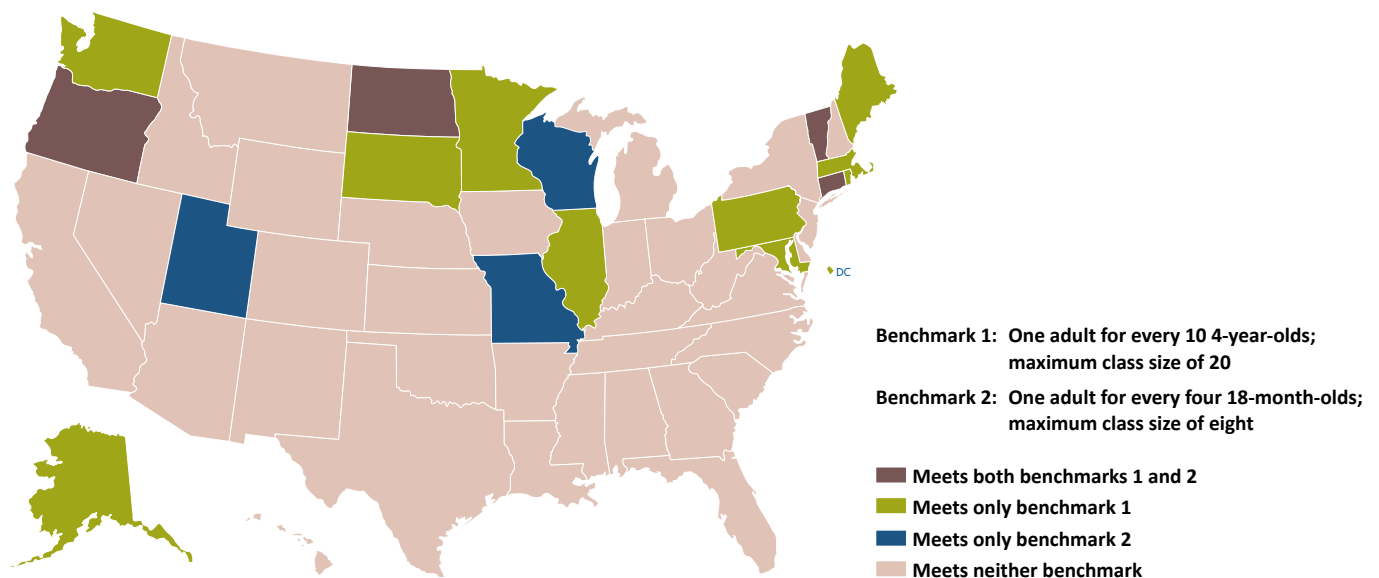 DC
Benchmark 1: One adult for every 10 4-year-olds;
maximum class size of 20
Benchmark 2: One adult for every four 18-month-olds;
maximum class size of eight
Meets both benchmarks 1 and 2
Meets only benchmark 1
Meets only benchmark 2
Meets neither benchmark